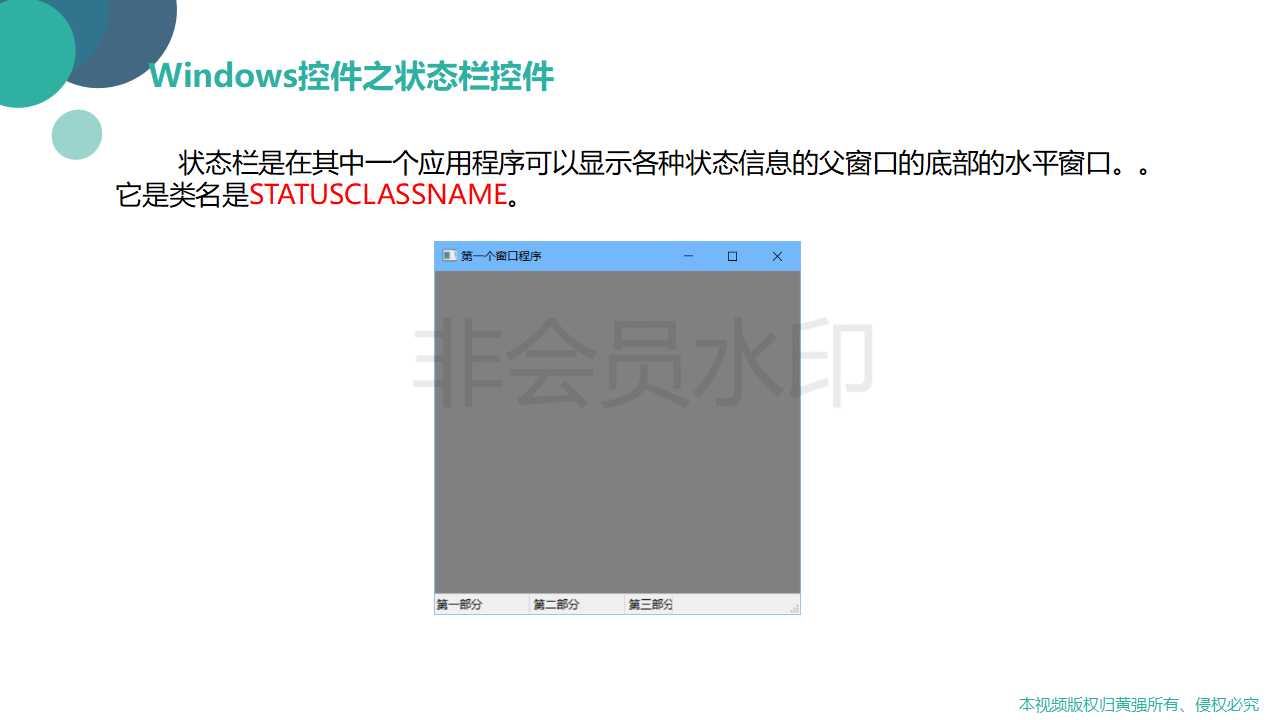 Windows控件之状态栏控件
状态栏是在其中一个应用程序可以显示各种状态信息的父窗口的底部的水平窗口。。
它是类名是STATUSCLASSNAME。
第一个窗口程序
非会员水印
第一部分 第二部分 第三部分
本视频版权归黄强所有、侵权必究